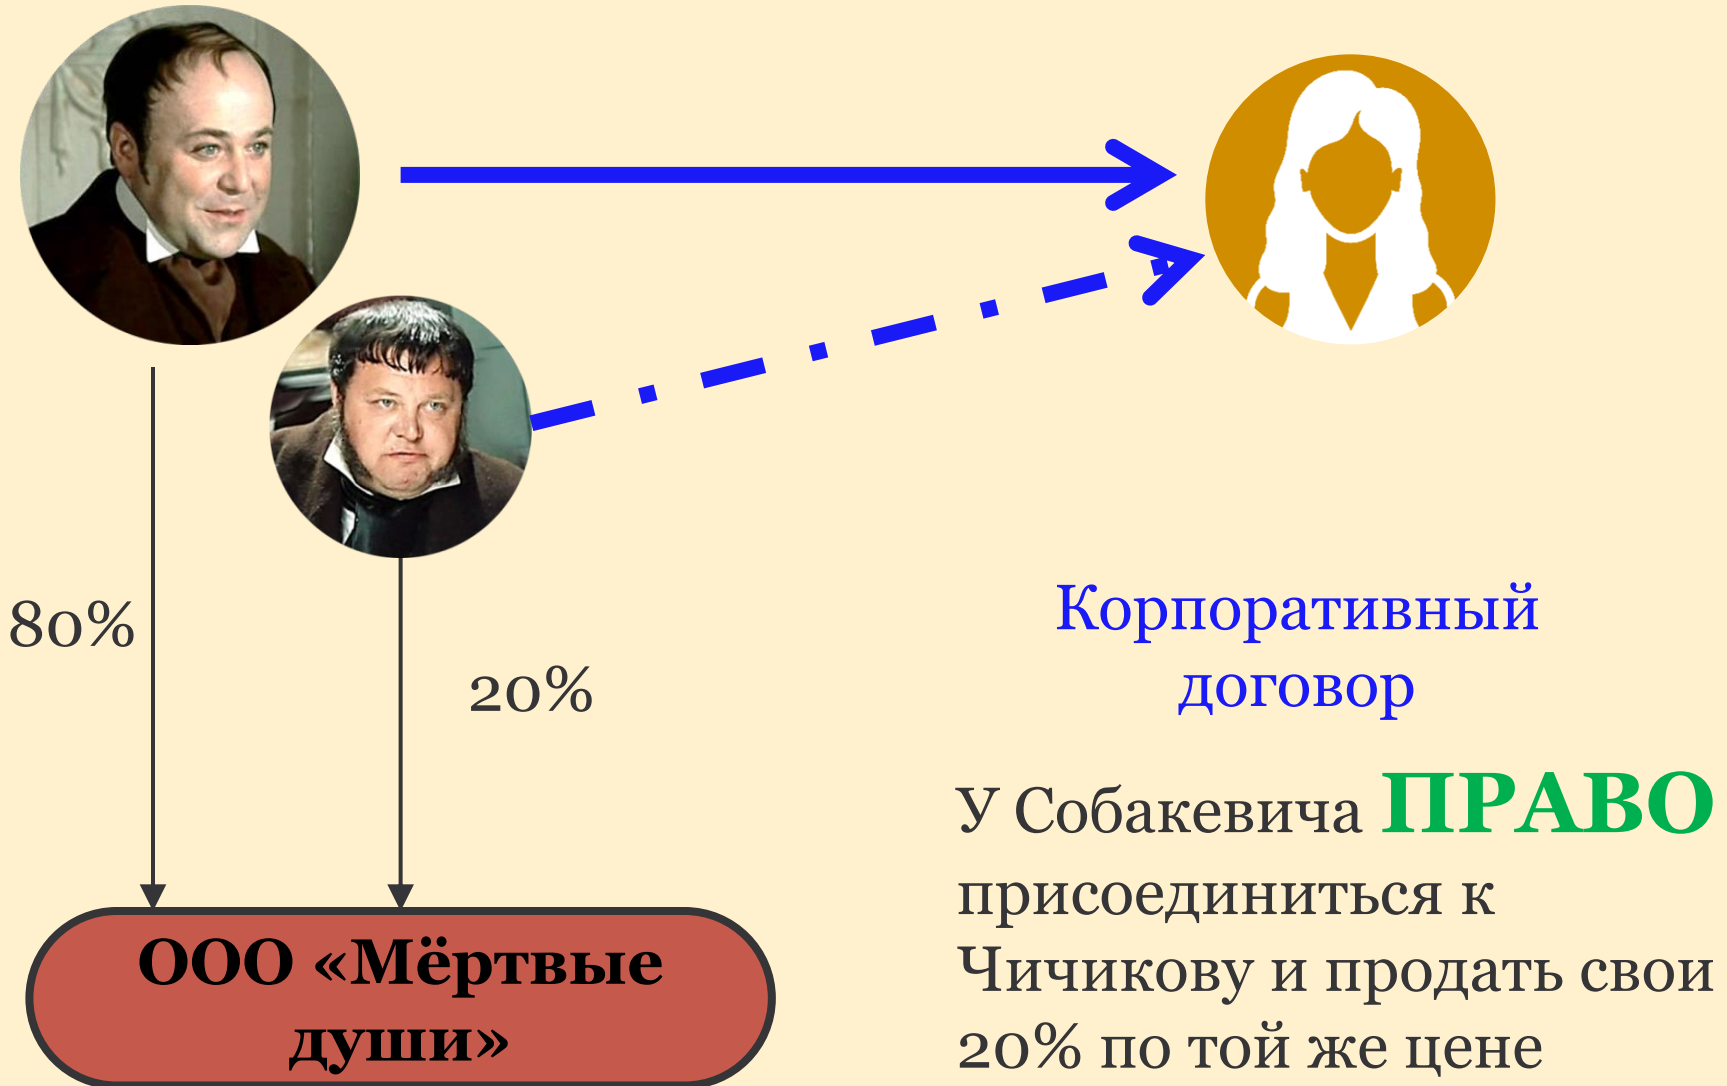 80%
20%
ООО «Мёртвые
души»
Корпоративный
договор
У Собакевича ПРАВО
присоединиться к
Чичикову и продать свои
20% по той же цене